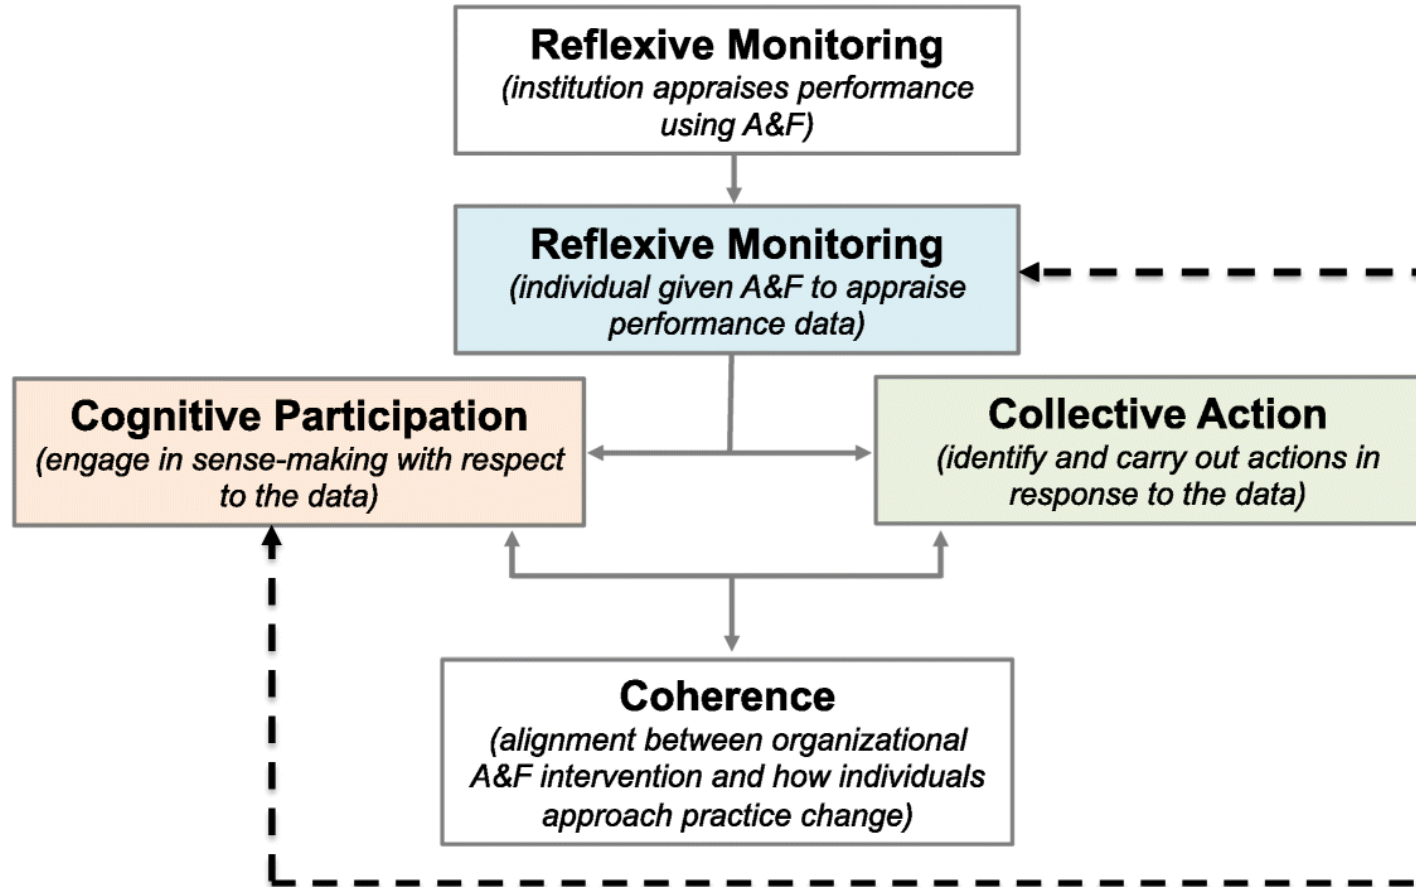 Reflexive Monitoring
(institution appraises performance
using A&F)
Reflexive Monitoring
(individual given A&F to appraise
performance data)
Cognitive Participation
(engage in sense-making with respect
to the data)
Collective Action
(identify and carry out actions in
response to the data)
Coherence
(alignment between organizational
A&F intervention and how individuals
approach practice change)